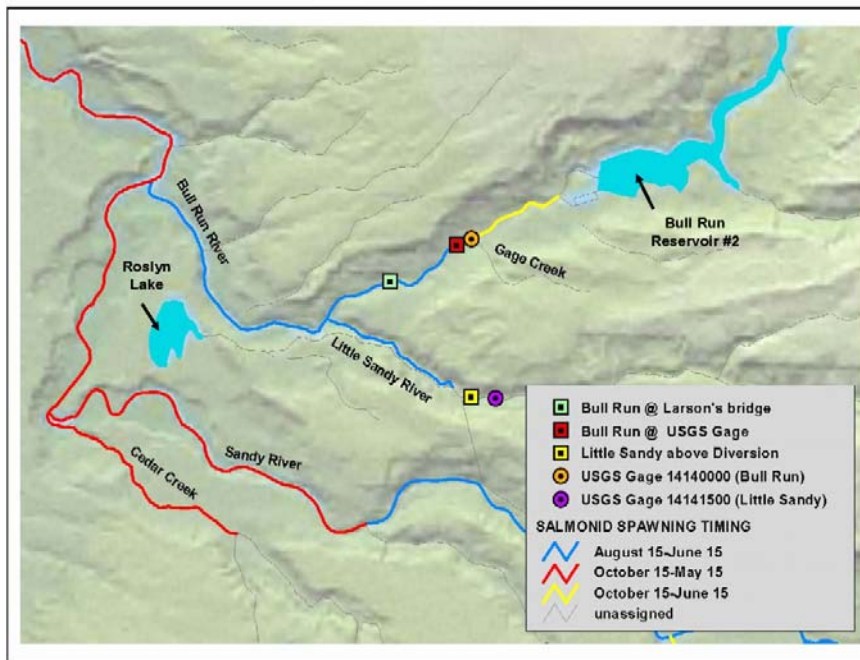 Bull Run River
Roslyn
Lake
Gage Creek
Bull Run
Reservoir #2
Little Sandy River
Sandy River
Cedar Creek
Bull Run @ Larson's bridge
Bull Run @ USGS Gage
Little Sandy above Diversion
USGS Gage 14140000 (Bull Run)
USGS Gage 14141500 (Little Sandy)
SALMONID SPAWNING TIMING
August 15-June 15
October 15-May 15
October 15-June 15
unassigned